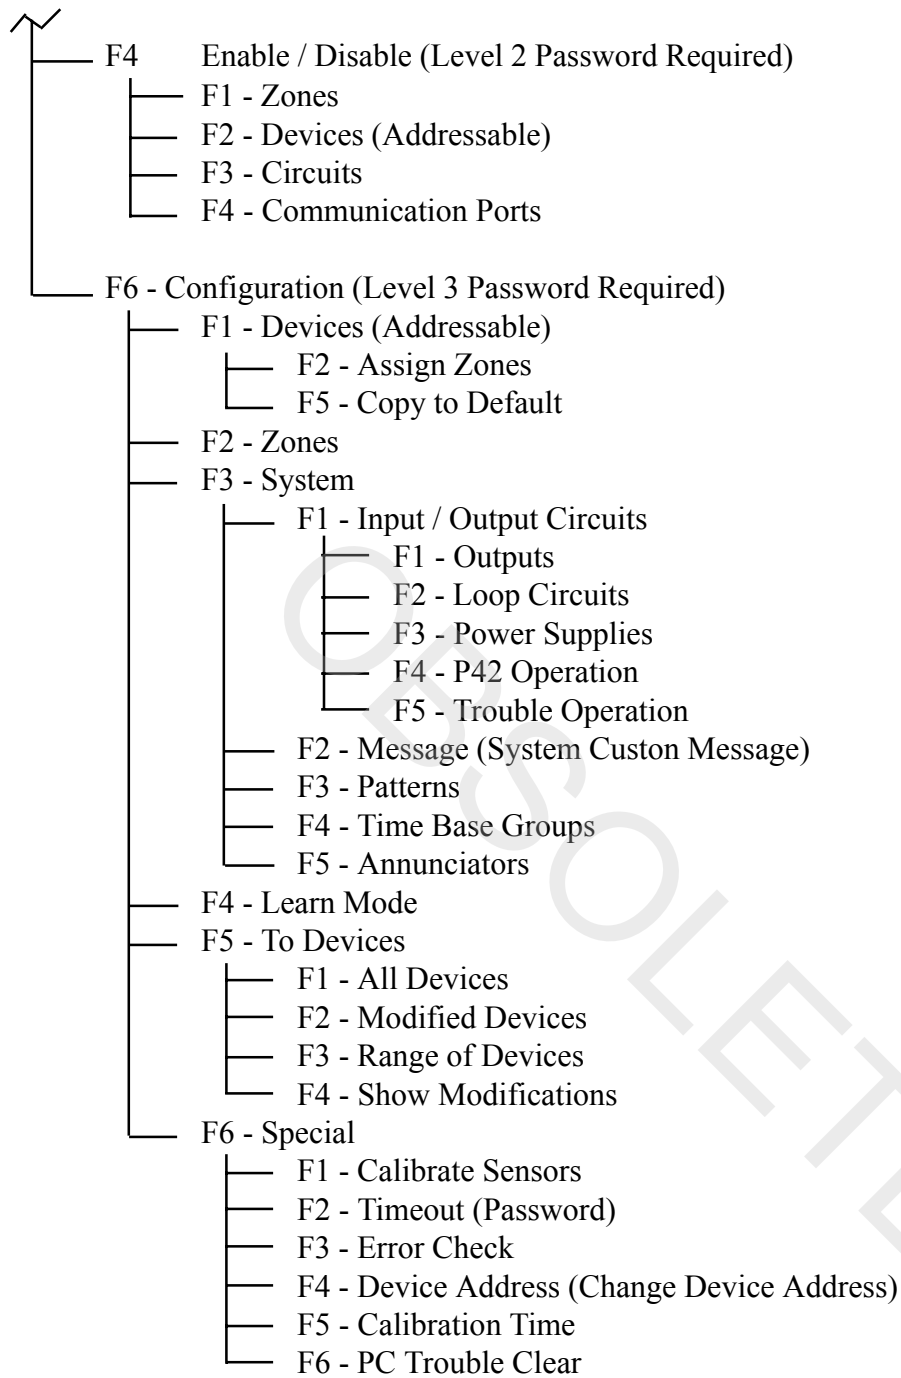 F4 Enable / Disable (Level 2 Password Required)
F1 - Zones
F2 - Devices (Addressable)
F3 - Circuits
F4 - Communication Ports
F6 - Configuration (Level 3 Password Required)
F1 - Devices (Addressable)
F2 - Assign Zones
F5 - Copy to Default
F2 - Zones
F3 - System
F1 - Input / Output Circuits
F1 - Outputs
F2 - Loop Circuits
F3 - Power Supplies
F4 - P42 Operation
F5 - Trouble Operation
F2 - Message (System Custon Message)
F3 - Patterns
F4 - Time Base Groups
F5 - Annunciators
F4 - Learn Mode
F5 - To Devices
F1 - All Devices
F2 - Modified Devices
F3 - Range of Devices
F4 - Show Modifications
F6 - Special
F1 - Calibrate Sensors
F2 - Timeout (Password)
F3 - Error Check
F4 - Device Address (Change Device Address)
F5 - Calibration Time
F6 - PC Trouble Clear
OBSOLETE